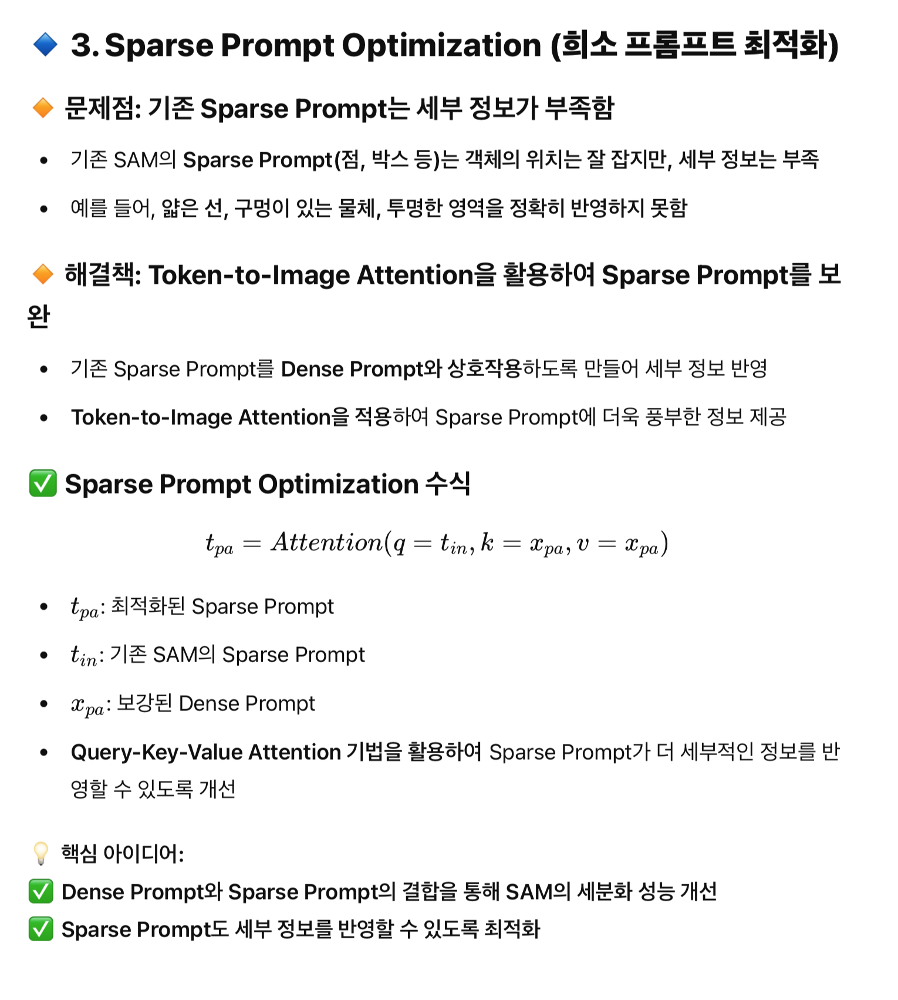 🔷 3. Sparse Prompt Optimization (희소 프롬프트 최적화)
🔶 문제점: 기존 Sparse Prompt는 세부 정보가 부족함
• 기존 SAM의 Sparse Prompt(점, 박스 등)는 객체의 위치는 잘 잡지만, 세부 정보는 부족
• 예를 들어, 얇은 선, 구멍이 있는 물체, 투명한 영역을 정확히 반영하지 못함
🔶 해결책: Token-to-Image Attention을 활용하여 Sparse Prompt를 보
완
• 기존 Sparse Prompt를 Dense Prompt와 상호작용하도록 만들어 세부 정보 반영
• Token-to-Image Attention을 적용하여 Sparse Prompt에 더욱 풍부한 정보 제공
✅ Sparse Prompt Optimization 수식
t_{pa} = Attention(q = t_{in}, k = x_{pa}, v = x_{pa})
• t_{pa}: 최적화된 Sparse Prompt
• t_{in}: 기존 SAM의 Sparse Prompt
• x_{pa}: 보강된 Dense Prompt
• Query-Key-Value Attention 기법을 활용하여 Sparse Prompt가 더 세부적인 정보를 반
영할 수 있도록 개선
💡 핵심 아이디어:
✅ Dense Prompt와 Sparse Prompt의 결합을 통해 SAM의 세분화 성능 개선
✅ Sparse Prompt도 세부 정보를 반영할 수 있도록 최적화